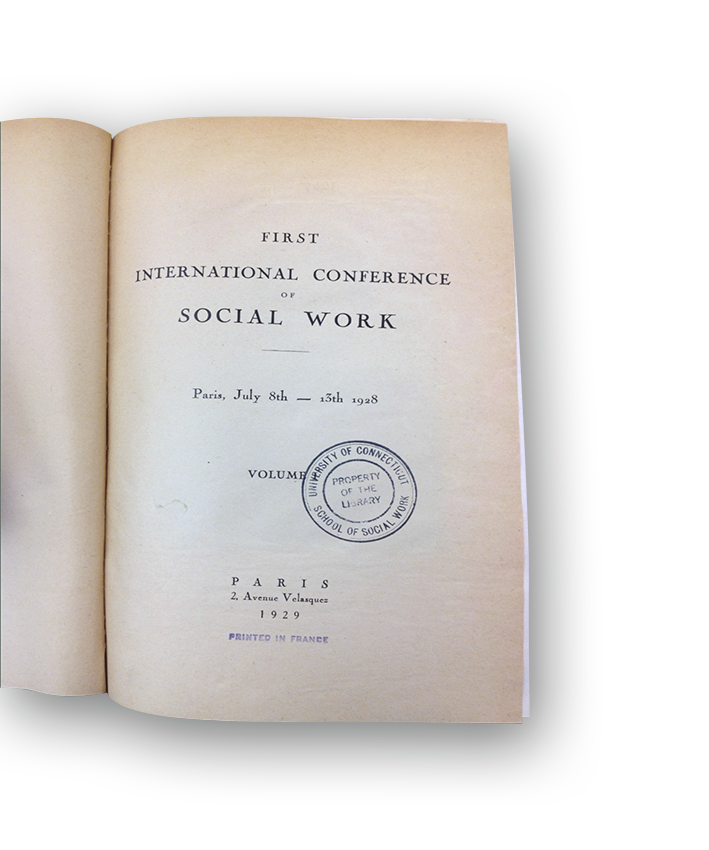 FIRST
INTERNATIONAL CONFERENCE
OF
SOCIAL WORK
Paris, July 8th — 13th 1928
VOLUME
UNIVERSITY OF CONNECTICUT
PROPERTY
OF THE
LIBRARY
SCHOOL OF SOCIAL WORK
PARIS
2, Avenue Velasquez
1929
PRINTED IN FRANCE